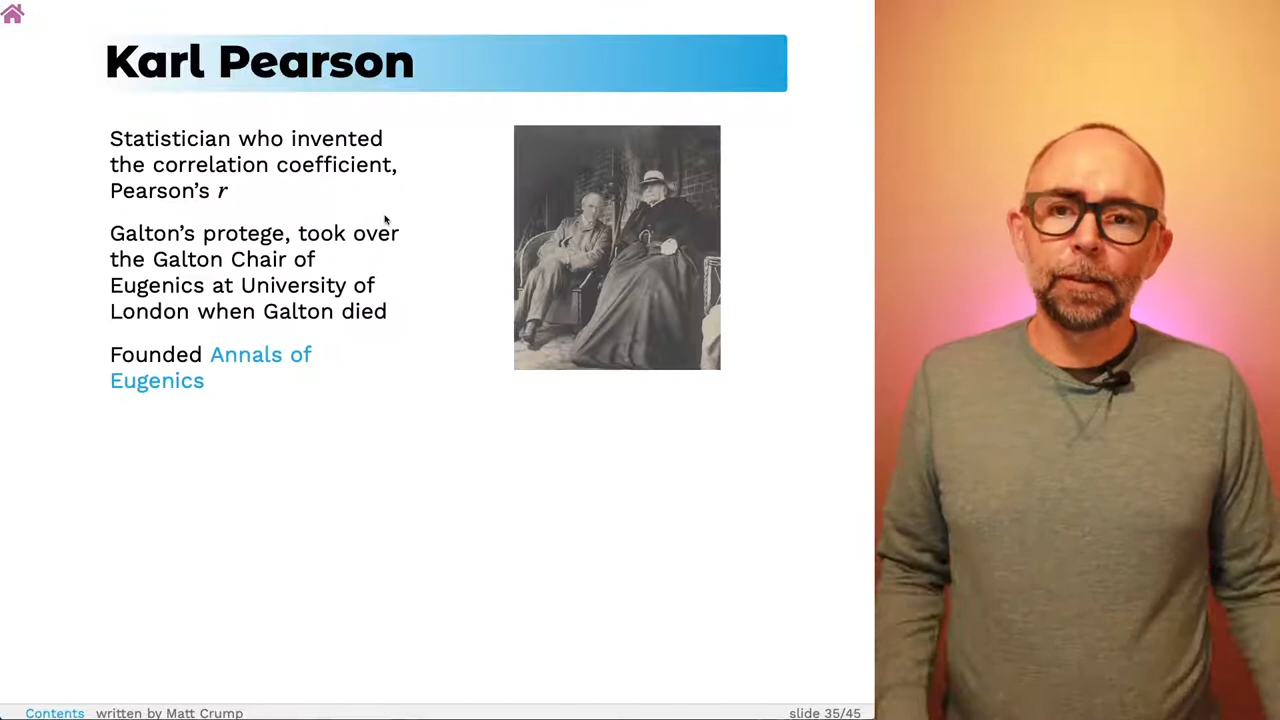 Karl Pearson
Statistician who invented
the correlation coefficient,
Pearson's r
Galton's protege, took over
the Galton Chair of
Eugenics at University of
London when Galton died
Founded Annals of
Eugenics
Contents written by Matt Crump
slide 35/45